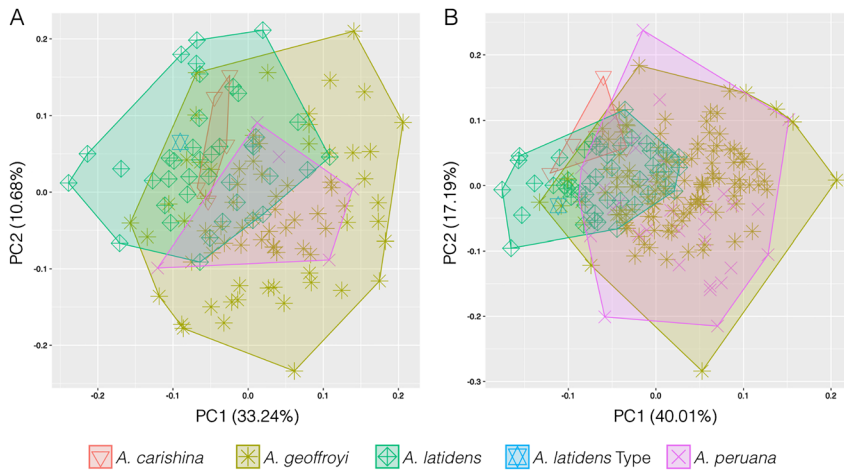 A
B
0.2
0.1
0.0
-0.1
-0.2
PC2 (10.68%)
-0.2
-0.1
0.0
0.1
0.2
PC1 (33.24%)
0.2
0.1
0.0
-0.1
-0.2
-0.3
PC2 (17.19%)
-0.1
0.0
0.1
0.2
PC1 (40.01%)
A. carishina
A. geoffroyi
A. latidens
A. latidens Type
A. peruana